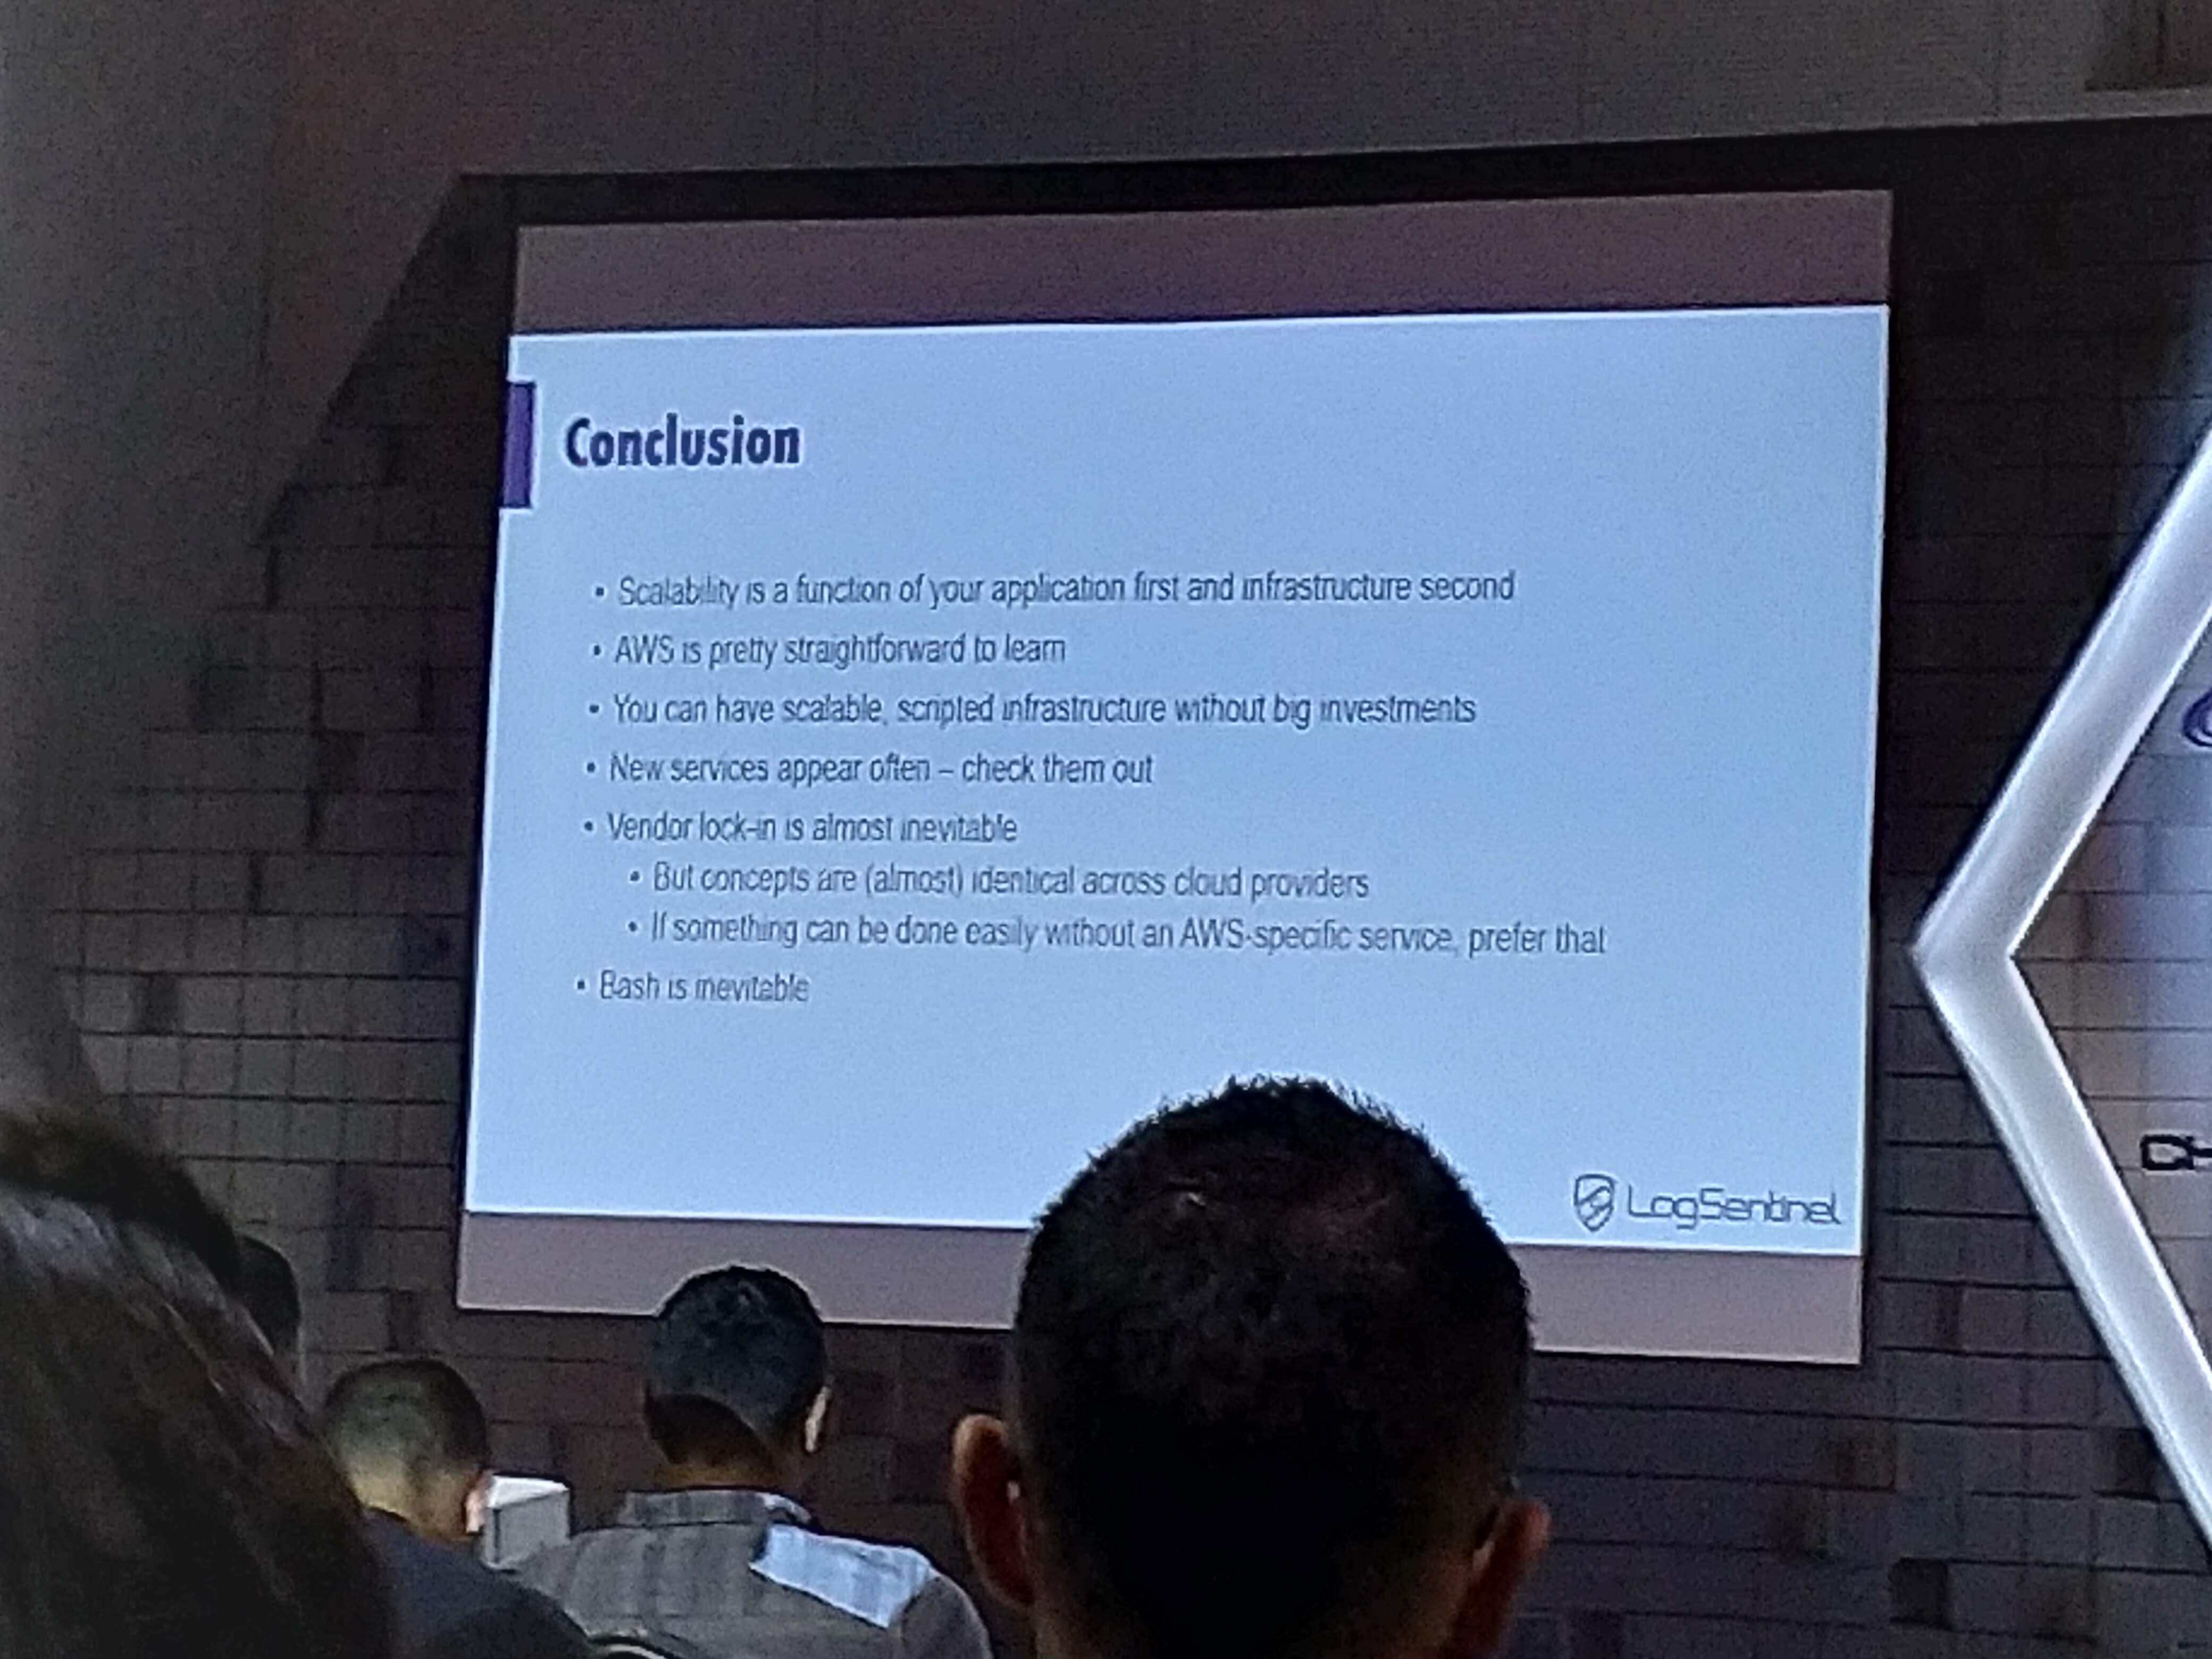 Conclusion
• Scalability is a function of your application first and infrastructure second
• AWS is pretty straightforward to learn
• You can have scalable, scripted infrastructure without big investments
• New services appear often – check them out
• Vendor lock-in is almost inevitable
• But concepts are (almost) identical across cloud providers
• If something can be done easily without an AWS-specific service, prefer that
• Bash is inevitable
LogSentinel